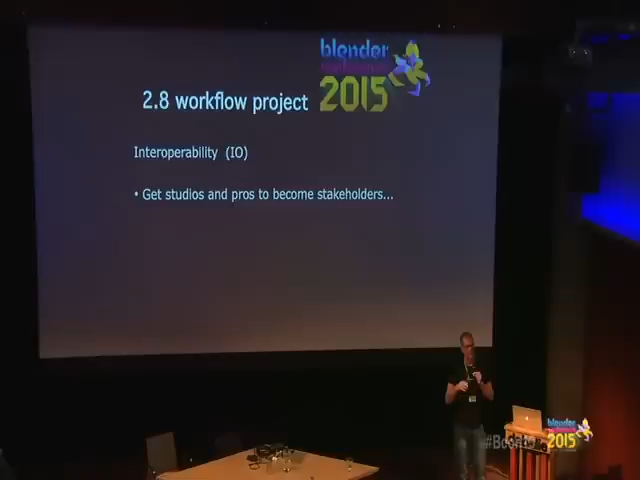 blender
2015
2.8 workflow project
Interoperability (IO)
• Get studios and pros to become stakeholders...
blender
2015